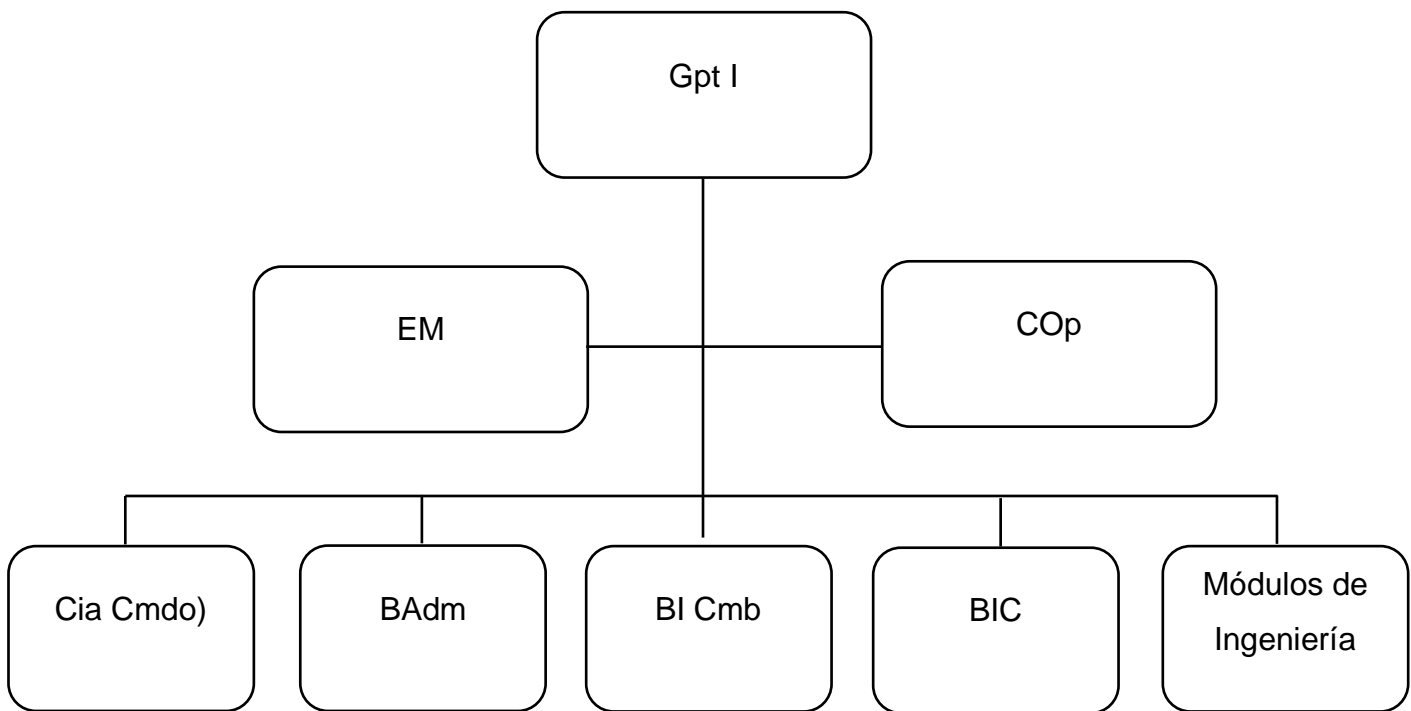 Gpt I
EM
COp
Cia Cmdo)
BAdm
BI Cmb
BIC
Módulos de
Ingeniería